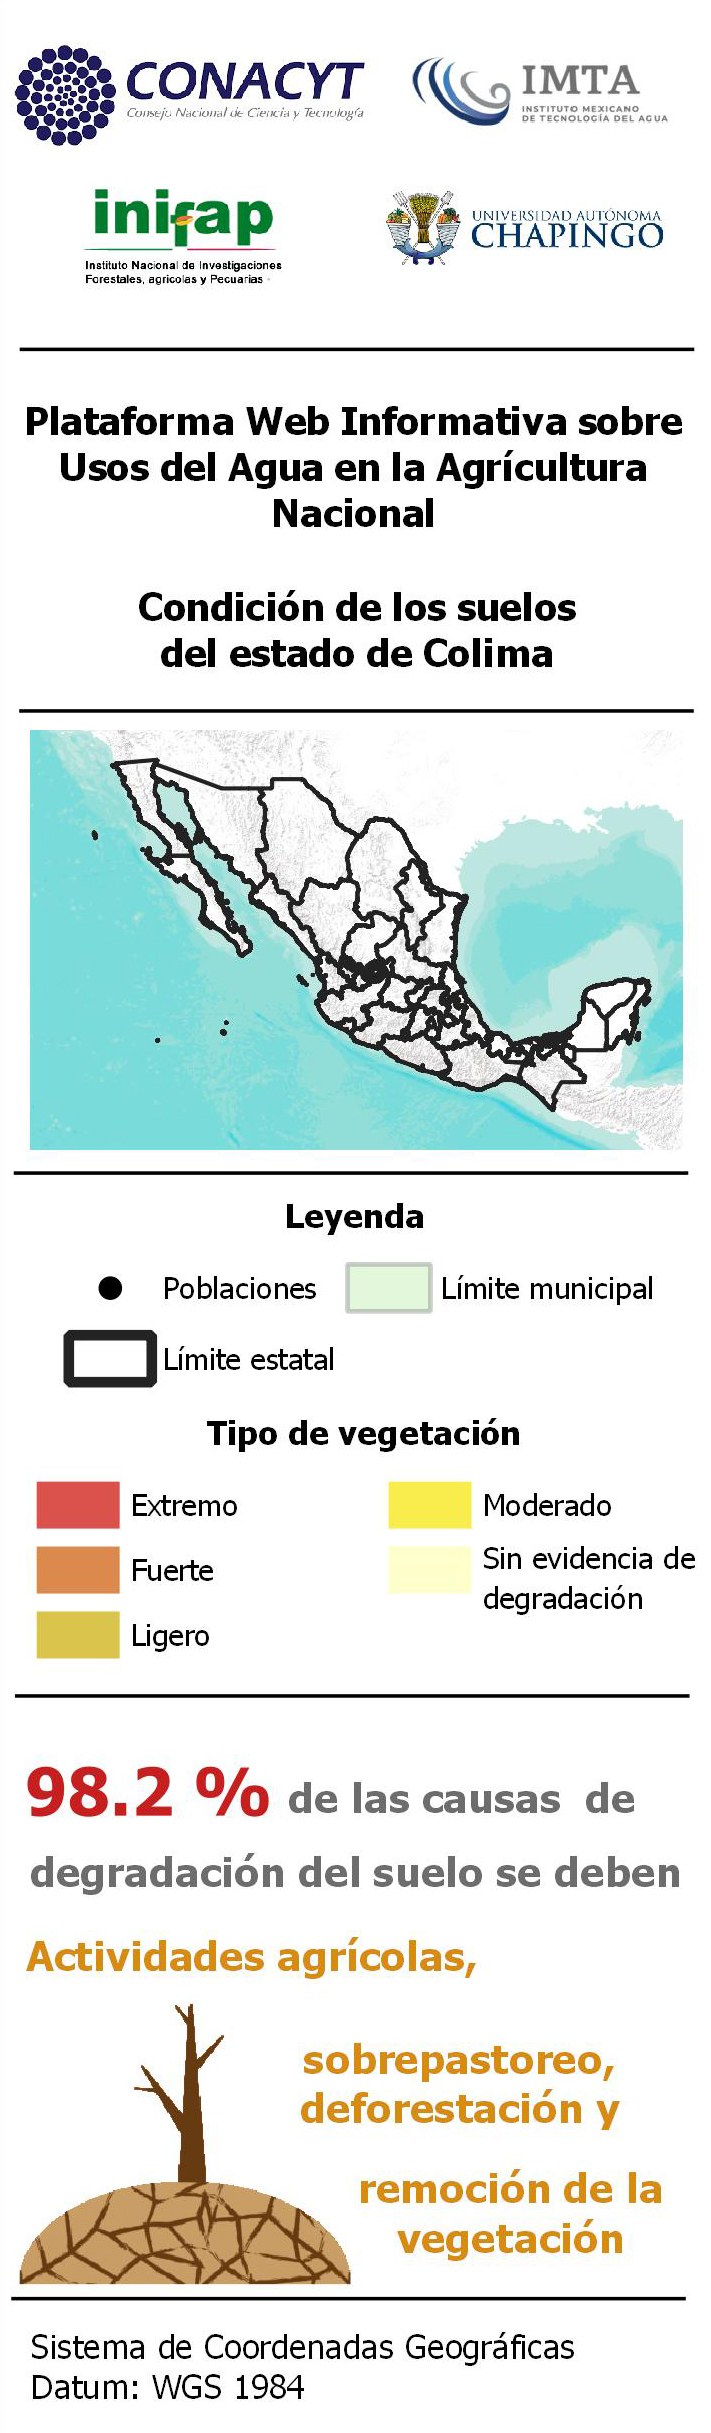 CONACYT
Consejo Nacional de Ciencia y Tecnología
IMTA
INSTITUTO MEXICANO
DE TECNOLOGÍA DEL AGUA
inifap
Instituto Nacional de Investigaciones
Forestales, agricolas y Pecuarias
UNIVERSIDAD AUTÓNOMA
CHAPINGO
Plataforma Web Informativa sobre
Usos del Agua en la Agrícultura
Nacional
Condición de los suelos
del estado de Colima
Leyenda
Poblaciones
Límite municipal
Límite estatal
Tipo de vegetación
Extremo
Moderado
Fuerte
Sin evidencia de
degradación
Ligero
98.2 % de las causas de
degradación del suelo se deben
Actividades agrícolas,
sobrepastoreo,
deforestación y
remoción de la
vegetación
Sistema de Coordenadas Geográficas
Datum: WGS 1984